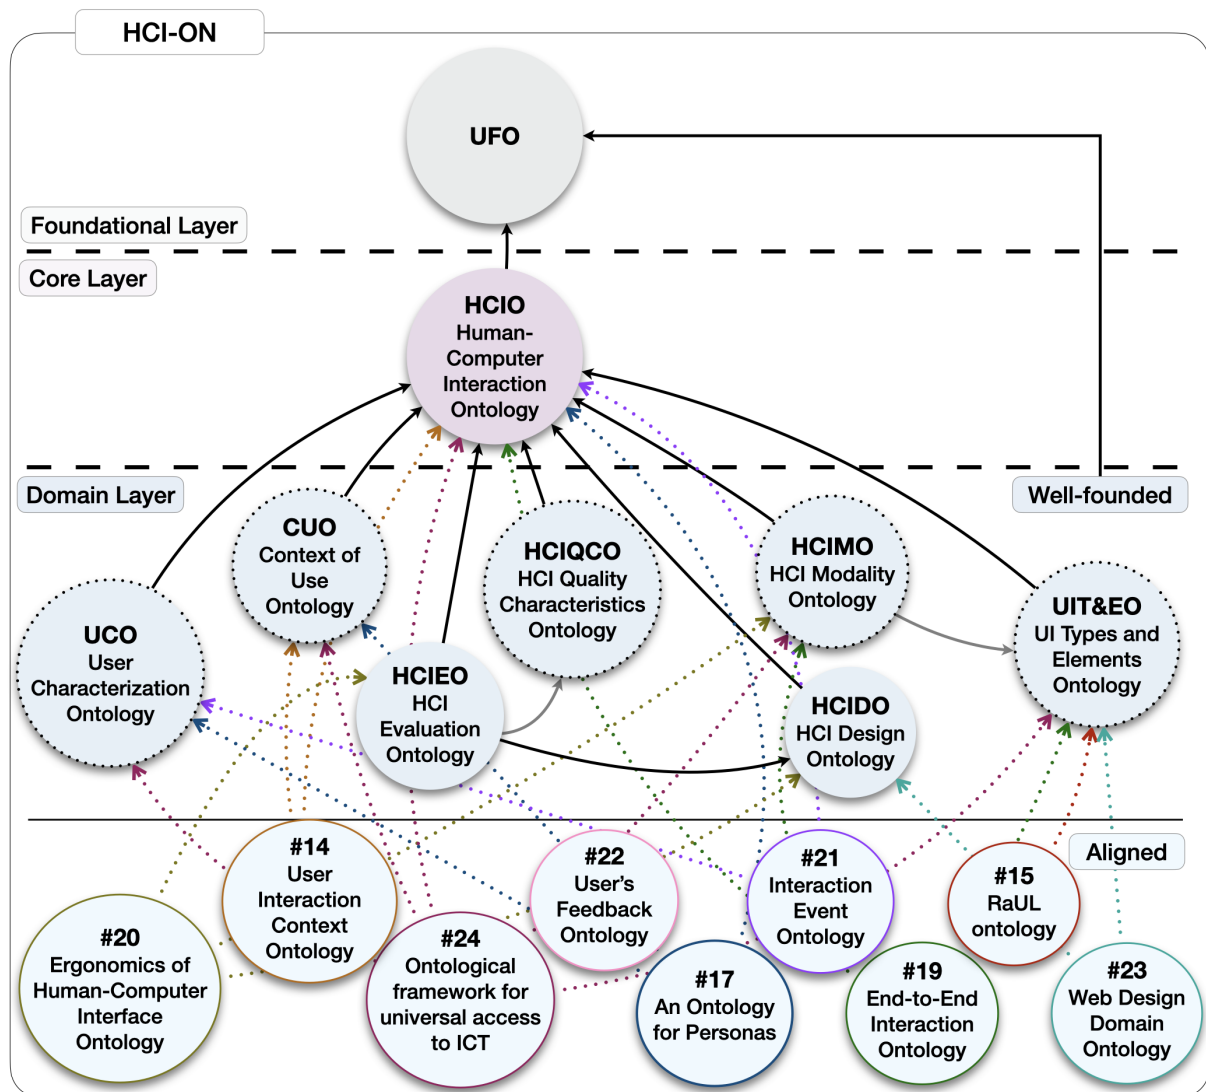 HCI-ON
UFO
Foundational Layer
Core Layer
HCIO
Human-
Computer
Interaction
Ontology
Domain Layer
Well-founded
CUO
Context of
Use
Ontology
HCIQCO
HCI Quality
Characteristics
Ontology
HCIMO
HCI Modality
Ontology
UIT&EO
UI Types and
Elements
Ontology
UCO
User
Characterization
Ontology
HCIEO
HCI
Evaluation
Ontology
HCIDO
HCI Design
Ontology
Aligned
#14
User
Interaction
Context
Ontology
#22
User's
Feedback
Ontology
#21
Interaction
Event
Ontology
#15
RaUL
ontology
#20
Ergonomics of
Human-Computer
Interface
Ontology
#24
Ontological
framework for
universal access
to ICT
#17
An Ontology
for Personas
#19
End-to-End
Interaction
Ontology
#23
Web Design
Domain
Ontology